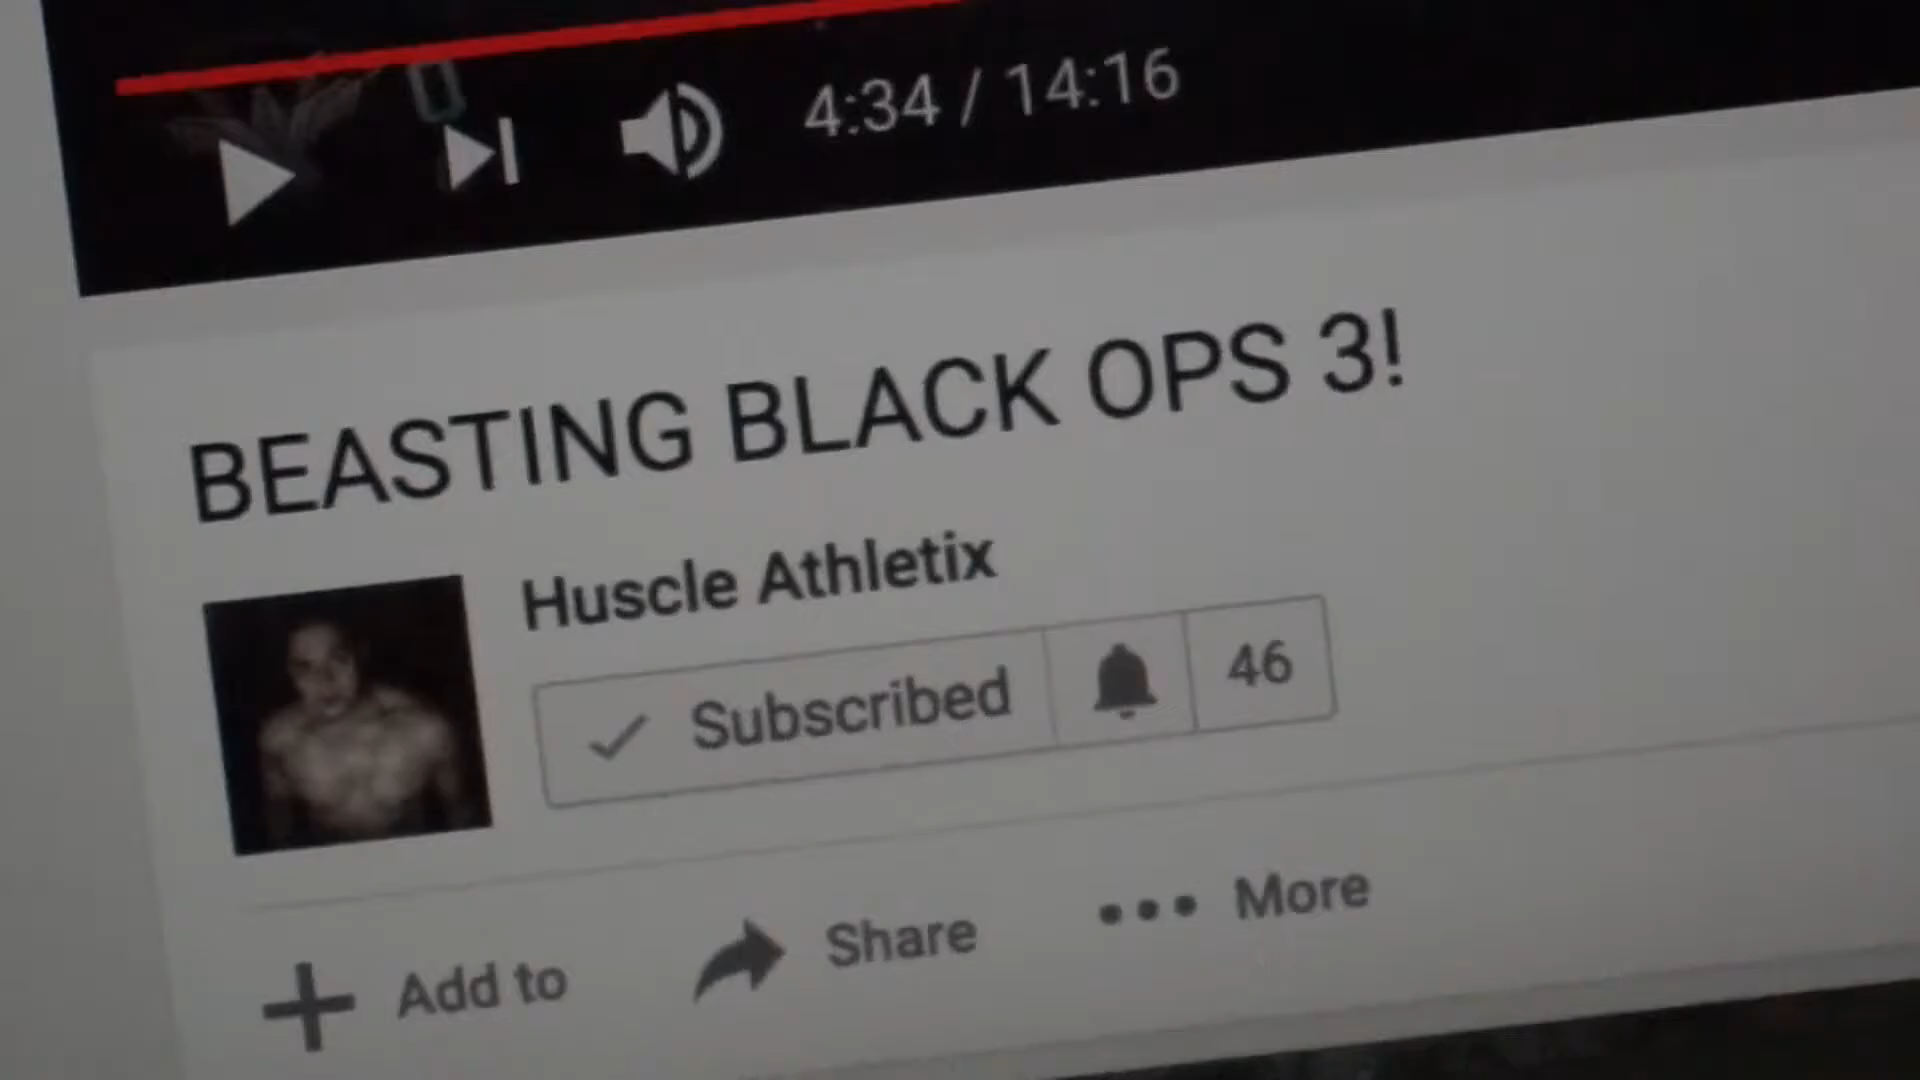 4:34 / 14:16
BEASTING BLACK OPS 3!
Huscle Athletix
Subscribed 46
Add to Share More